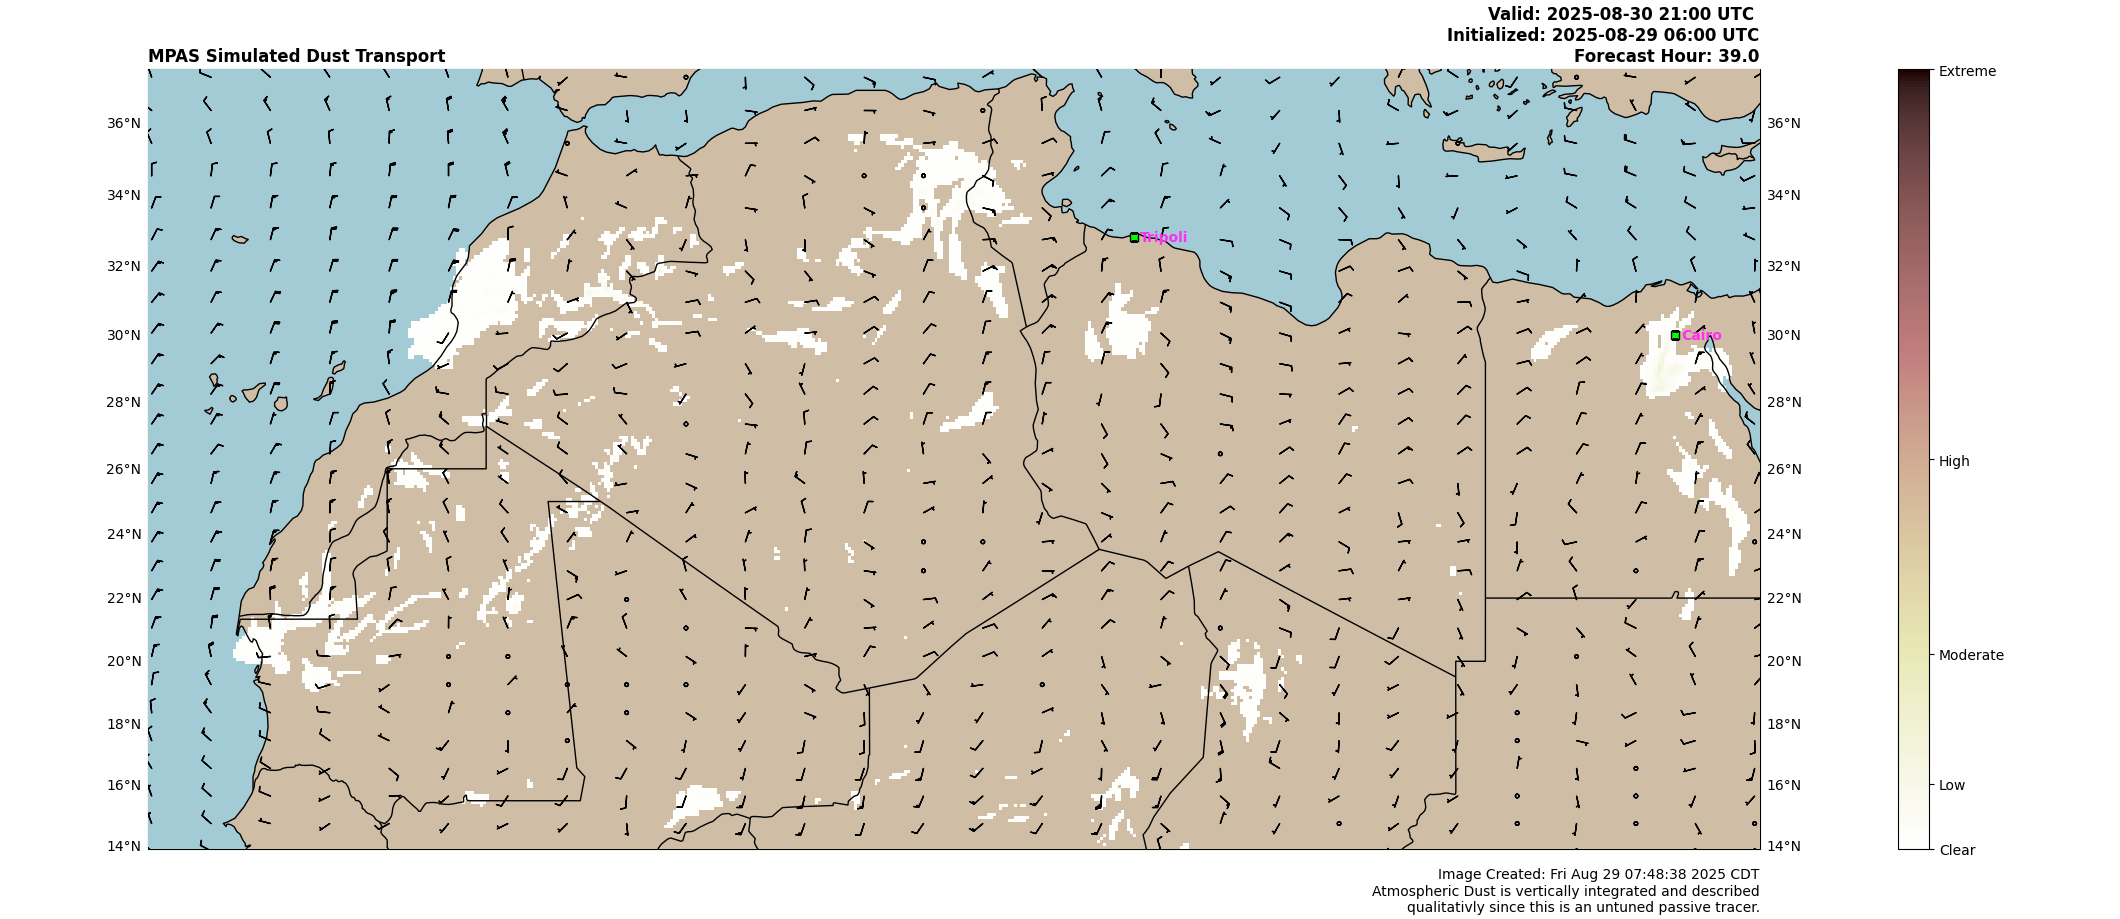 Valid: 2025-08-30 21:00 UTC
Initialized: 2025-08-29 06:00 UTC
MPAS Simulated Dust Transport
Forecast Hour: 39.0
Extreme
36°N
36°N
34°N
34°N
Tripoli
32°N
32°N
30°N
Cairo
30°N
28°N
28°N
26°N
26°N
High
24°N
24°N
22°N
22°N
20°N
20°N
Moderate
18°N
18°N
16°N
16°N
Low
14°N
14°N
Clear
Image Created: Fri Aug 29 07:48:38 2025 CDT
Atmospheric Dust is vertically integrated and described
qualitativly since this is an untuned passive tracer.